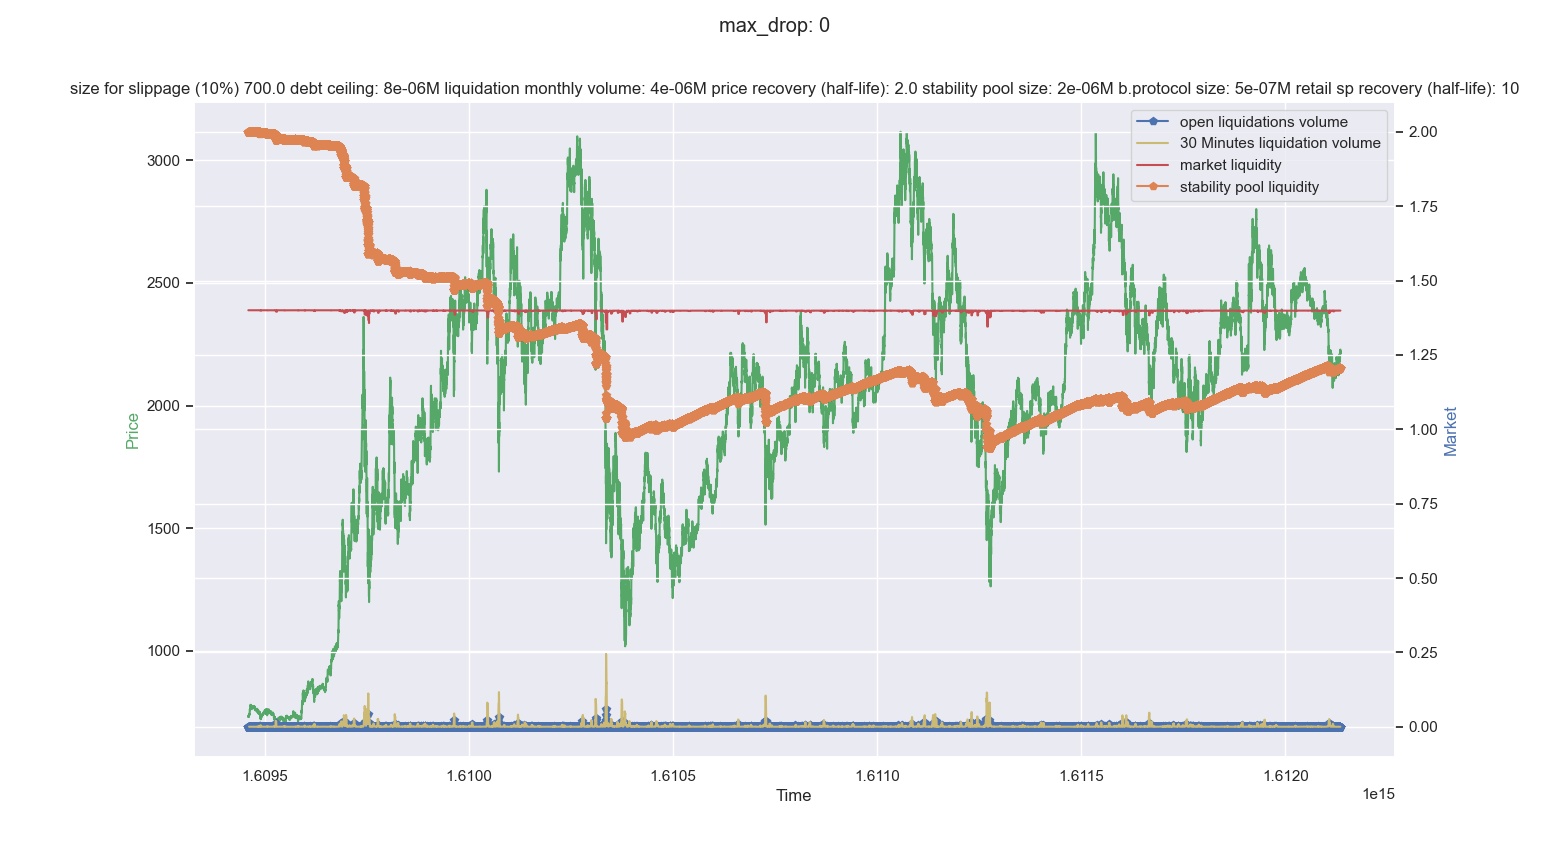 max_drop: 0
size for slippage (10%) 700.0 debt ceiling: 8e-06M liquidation monthly volume: 4e-06M price recovery (half-life): 2.0 stability pool size: 2e-06M b.protocol size: 5e-07M retail sp recovery (half-life): 10
open liquidations volume
30 Minutes liquidation volume
market liquidity
stability pool liquidity
3000
2500
2000
1500
1000
Price
2.00
1.75
1.50
1.25
1.00
0.75
0.50
0.25
0.00
Market
1.6095 1.6100 1.6105 1.6110 1.6115 1.6120
1e15
Time